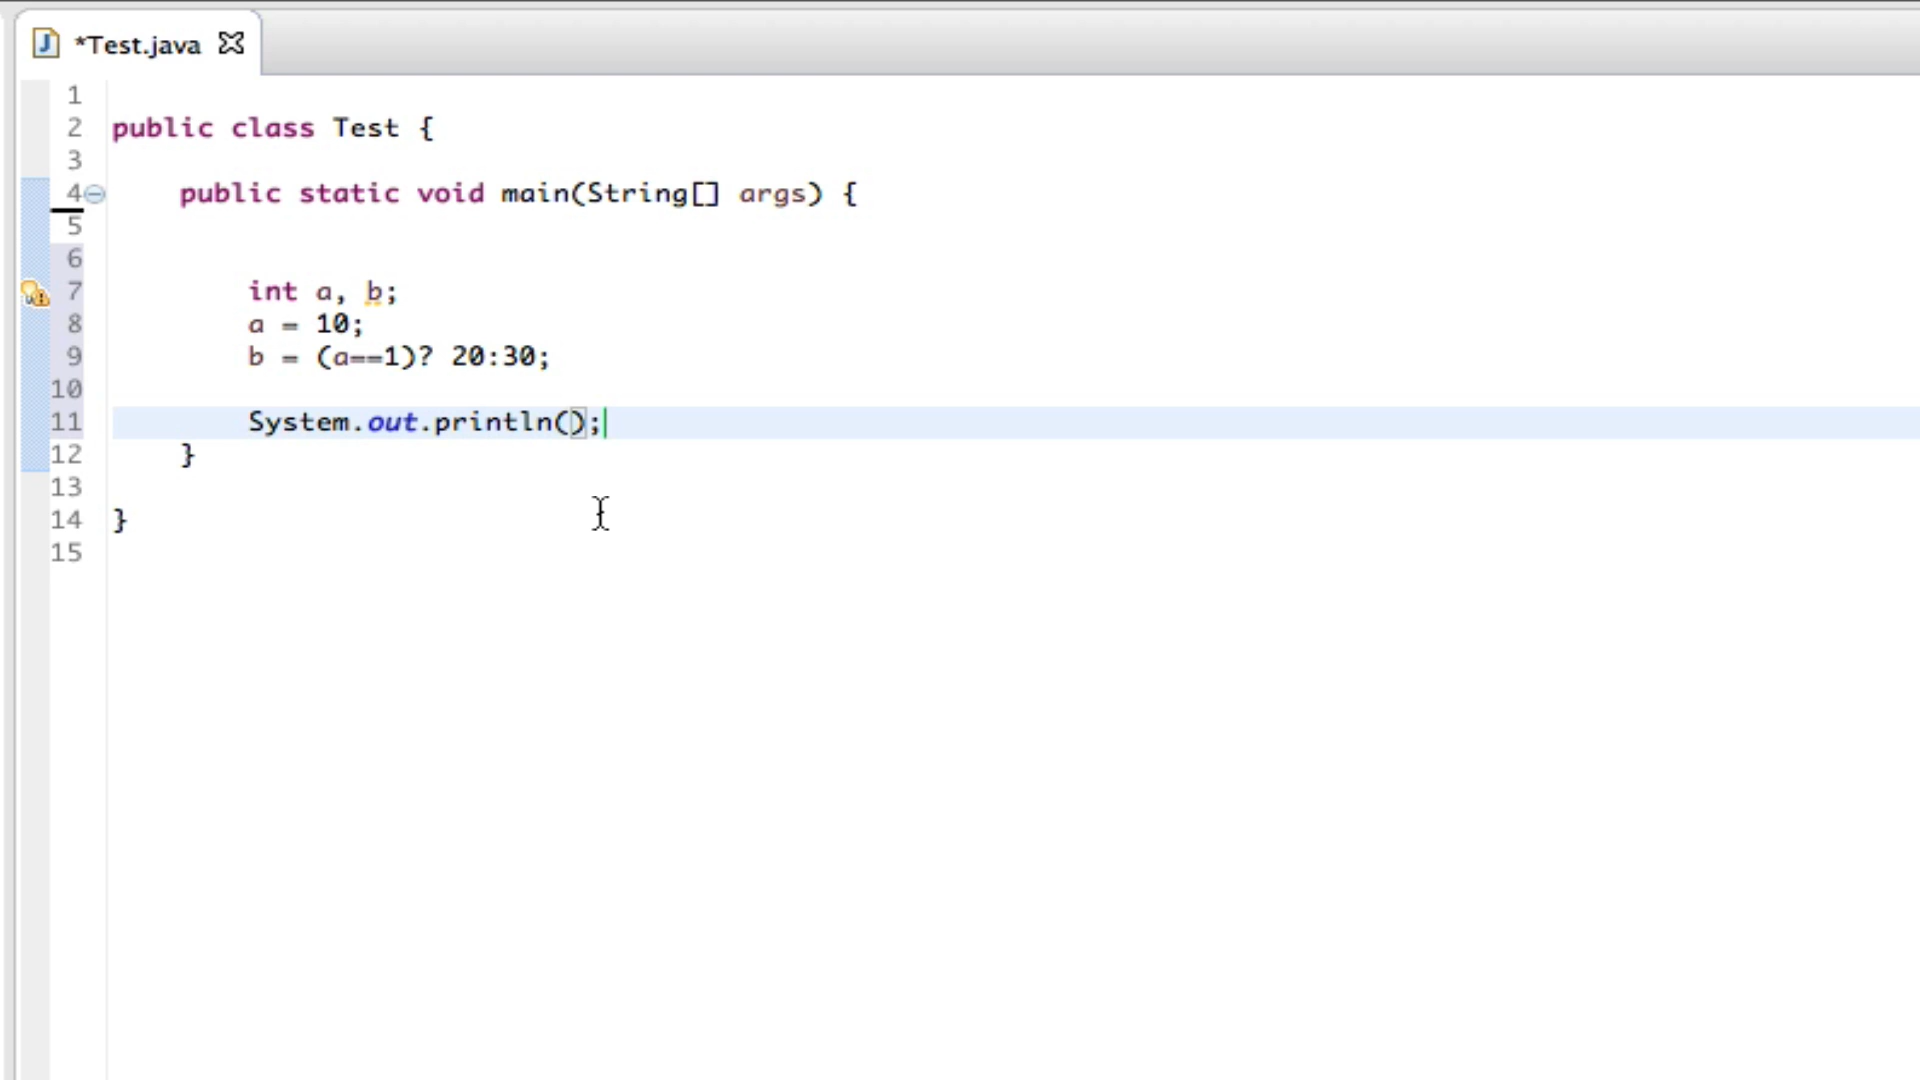 *Test.java
1
2 public class Test {
3
4 public static void main(String[] args) {
5
6
7 int a, b;
8 a = 10;
9 b = (a==1)? 20:30;
10
11 System.out.println();
12 }
13
14 }
15